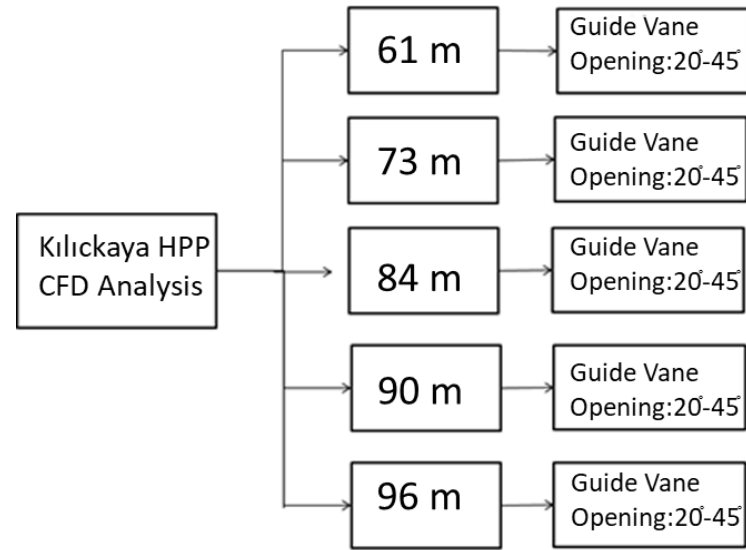 Kılıckaya HPP
CFD Analysis
61 m
Guide Vane
Opening:20°-45°
73 m
Guide Vane
Opening:20°-45°
84 m
Guide Vane
Opening:20°-45°
90 m
Guide Vane
Opening:20°-45°
96 m
Guide Vane
Opening:20°-45°